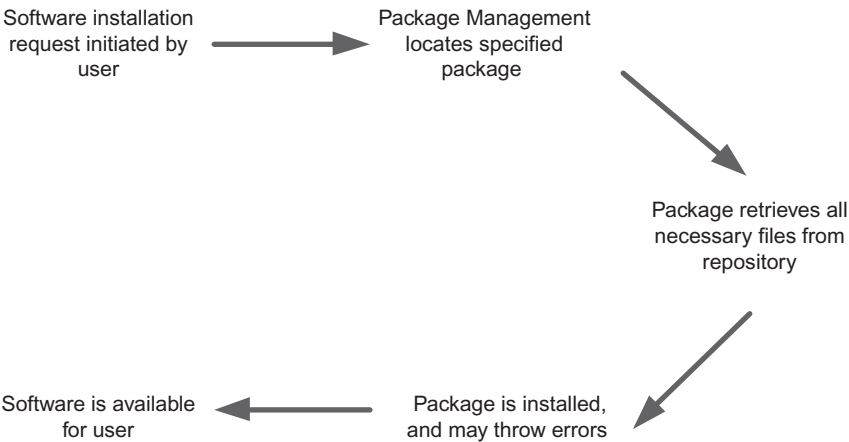 Software installation
request initiated by
user
Package Management
locates specified
package
Package retrieves all
necessary files from
repository
Package is installed,
and may throw errors
Software is available
for user